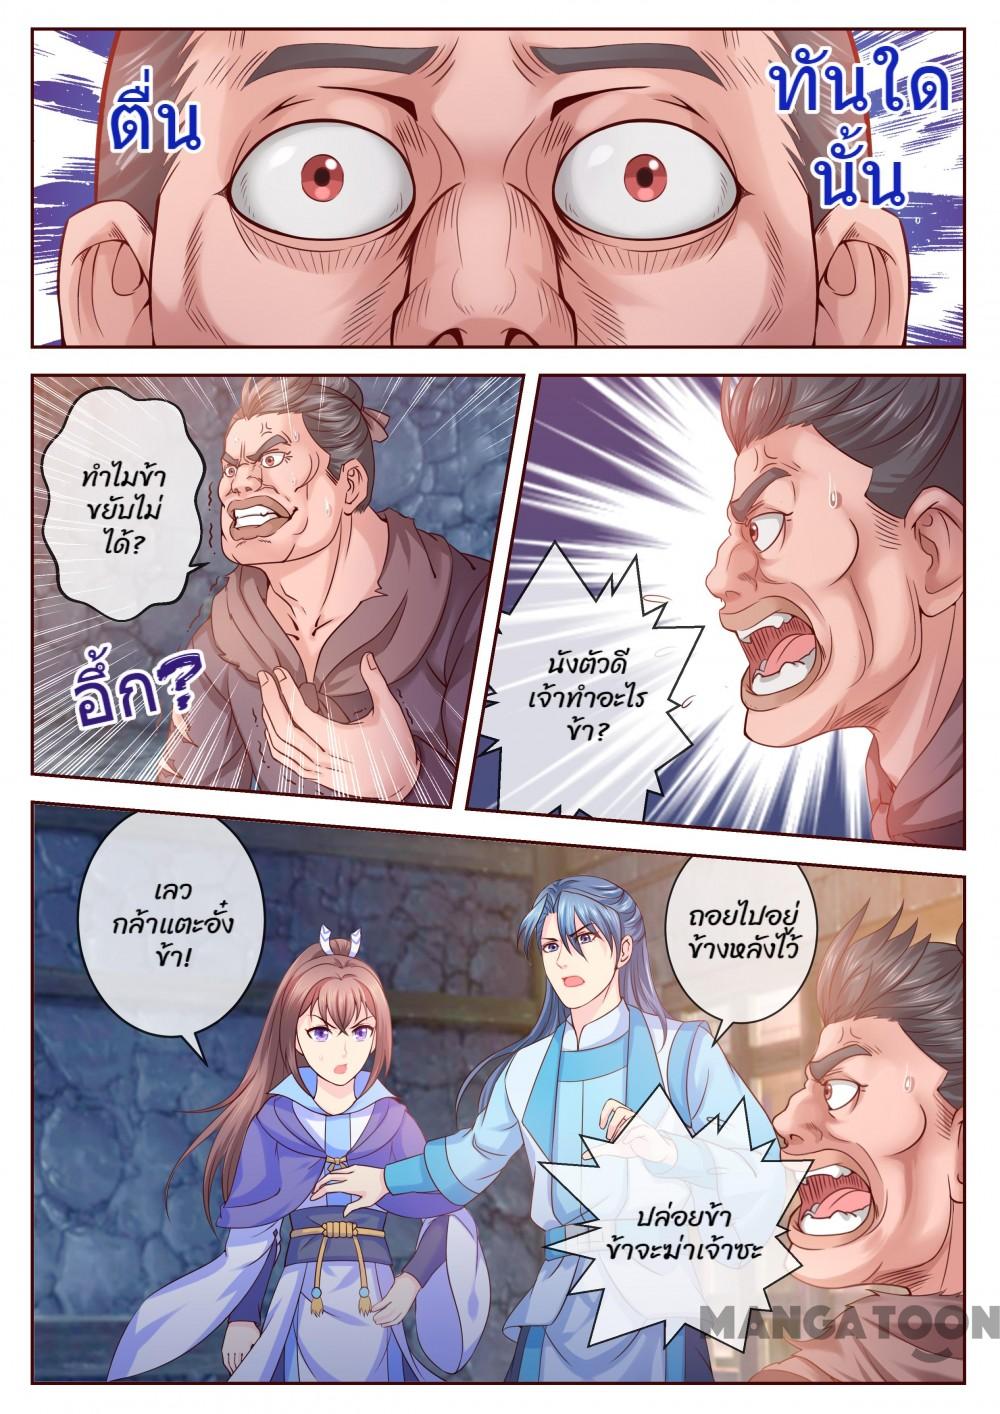 ตื่น
ทันใด
นั้น
ทำไมข้า
ขยับไม่
ได้?
อึ้ก?
นังตัวดี
เจ้าทำอะไร
ข้า?
เลว
กล้าแตะอั๋ง
ข้า!
ถอยไปอยู่
ข้างหลังไว้
ปล่อยข้า
ข้าจะฆ่าเจ้าซะ
MANGATOON